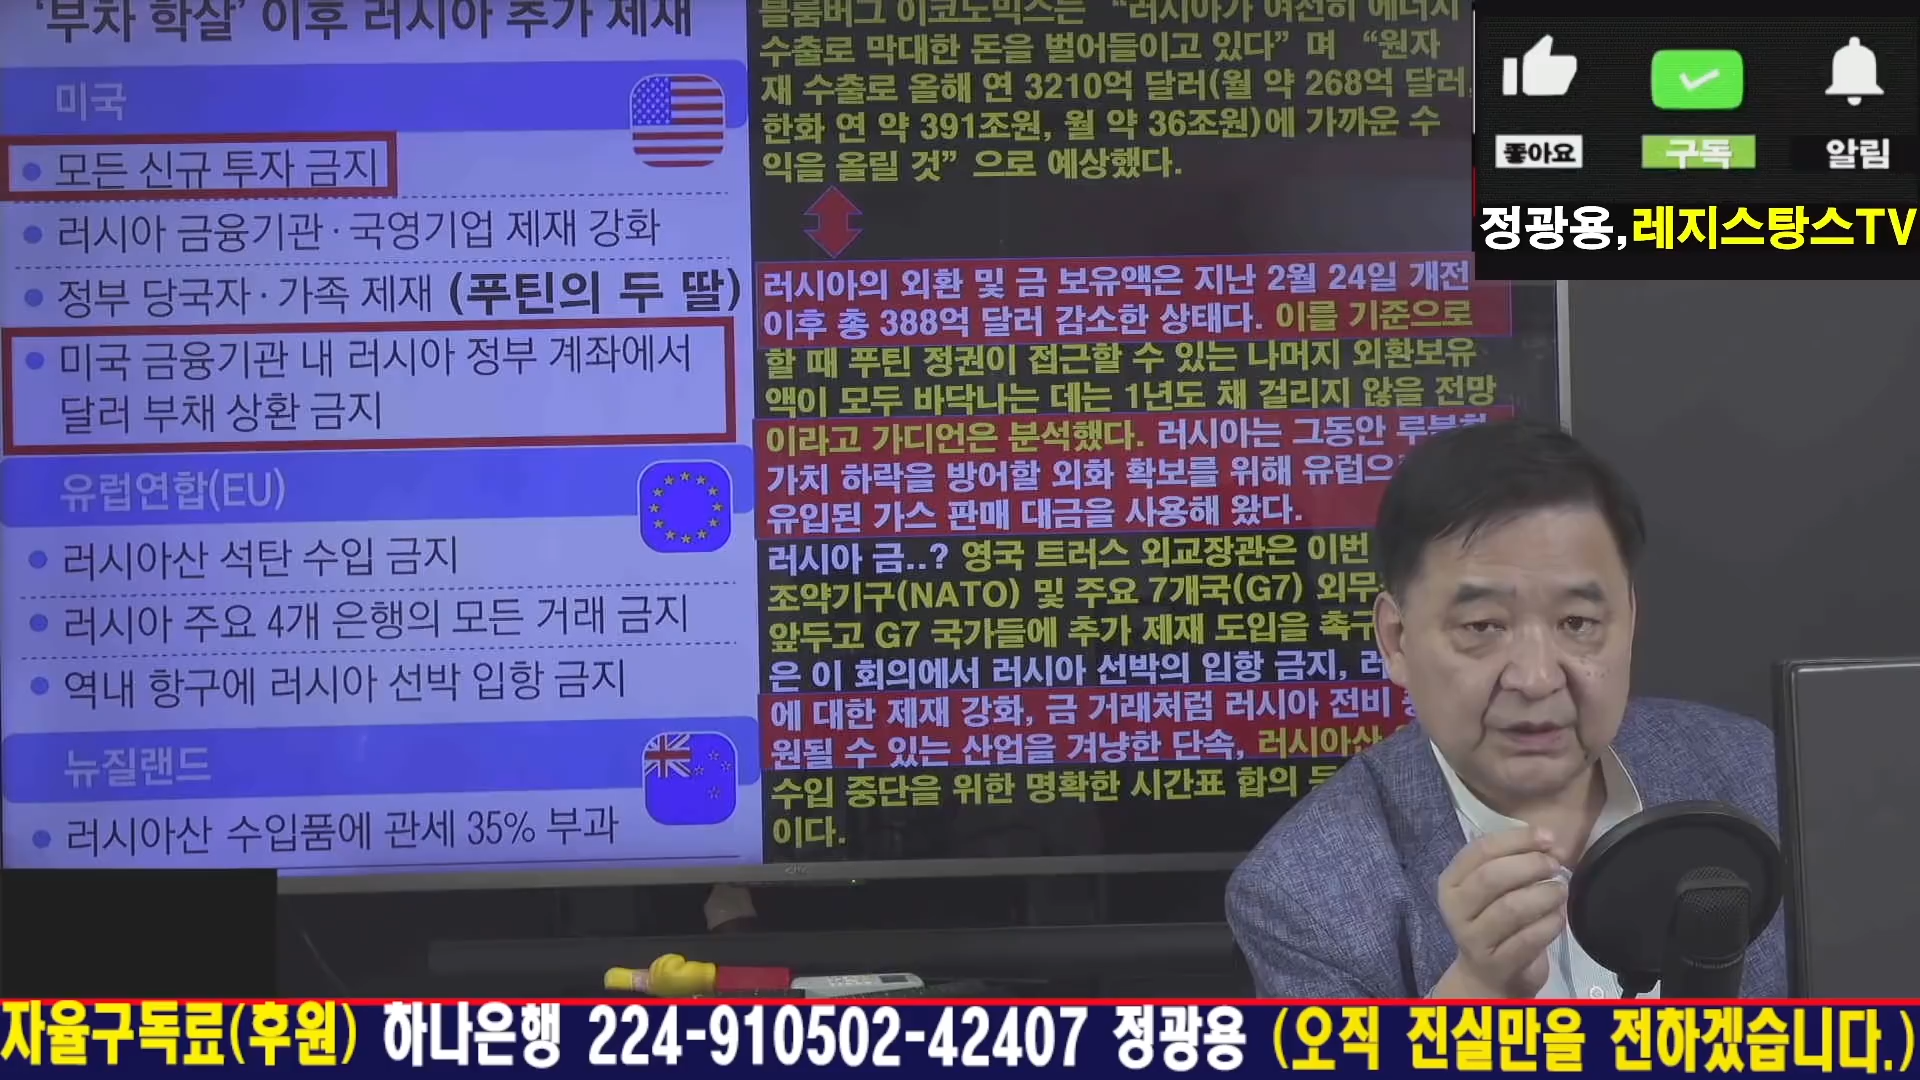 '부차 학살' 이후 러시아 추가 제재
미국
모든 신규 투자 금지
러시아 금융기관·국영기업 제재 강화
정부 당국자·가족 제재 (푸틴의 두 딸)
미국 금융기관 내 러시아 정부 계좌에서
달러 부채 상환 금지
유럽연합(EU)
러시아산 석탄 수입 금지
러시아 주요 4개 은행의 모든 거래 금지
역내 항구에 러시아 선박 입항 금지
뉴질랜드
러시아산 수입품에 관세 35% 부과
블룸버그 이코노믹스는 “러시아가 여전히 에너지
수출로 막대한 돈을 벌어들이고 있다” 며 “원자
재 수출로 올해 연 3210억 달러(월 약 268억 달러,
한화 연 약 391조원, 월 약 36조원)에 가까운 수
익을 올릴 것” 으로 예상했다.
러시아의 외환 및 금 보유액은 지난 2월 24일 개전
이후 총 388억 달러 감소한 상태다. 이를 기준으로
할 때 푸틴 정권이 접근할 수 있는 나머지 외환보유
액이 모두 바닥나는 데는 1년도 채 걸리지 않을 전망
이라고 가디언은 분석했다. 러시아는 그동안
가치 하락을 방어할 외화 확보를 위해
유입된 가스 판매 대금을 사용해 왔다.
러시아 금..? 영국 트러스 외교장관은 이번
조약기구(NATO) 및 주요 7개국(G7)
앞두고 G7 국가들에 추가 제재 도입을
은 이 회의에서 러시아 선박의 입항 금지,
에 대한 제재 강화, 금 거래처럼 러시아 전비
원될 수 있는 산업을 겨냥한 단속, 러시아산
수입 중단을 위한 명확한 시간표 합의
이다.
좋아요
구독
알림
정광용,레지스탕스TV
자율구독료(후원) 하나은행 224-910502-42407 정광용 (오직 진실만을 전하겠습니다.)